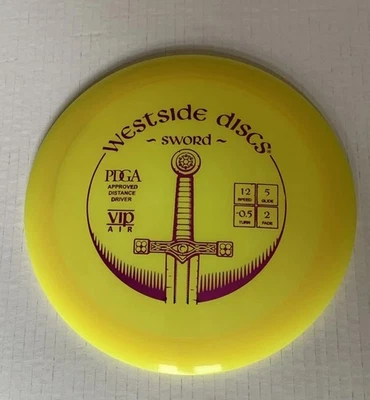 westside discs
~ sword ~
PDGA
APPROVED
DISTANCE
DRIVER
VIP
AIR
12 5
SPEED GLIDE
-0.5 2
TURN FADE